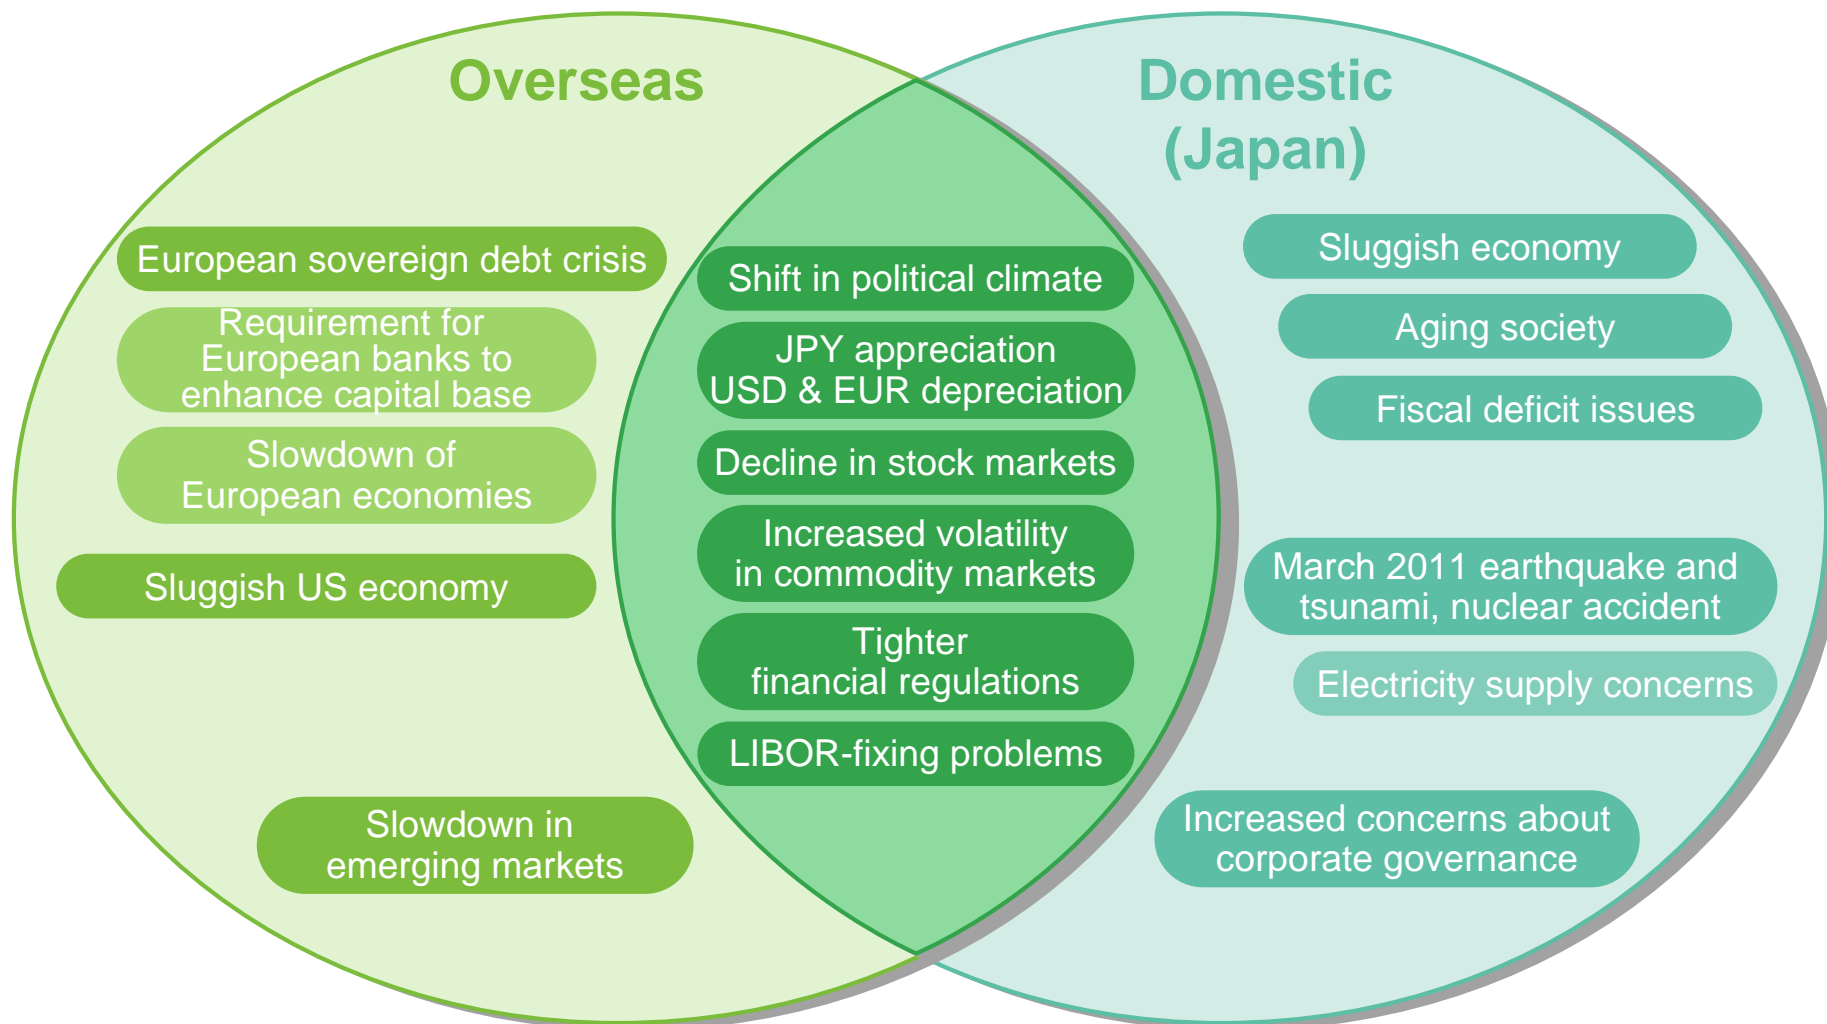 Overseas
European sovereign debt crisis
Requirement for
European banks to
enhance capital base
Slowdown of
European economies
Sluggish US economy
Slowdown in
emerging markets
Shift in political climate
JPY appreciation
USD & EUR depreciation
Decline in stock markets
Increased volatility
in commodity markets
Tighter
financial regulations
LIBOR-fixing problems
Domestic
(Japan)
Sluggish economy
Aging society
Fiscal deficit issues
March 2011 earthquake and
tsunami, nuclear accident
Electricity supply concerns
Increased concerns about
corporate governance